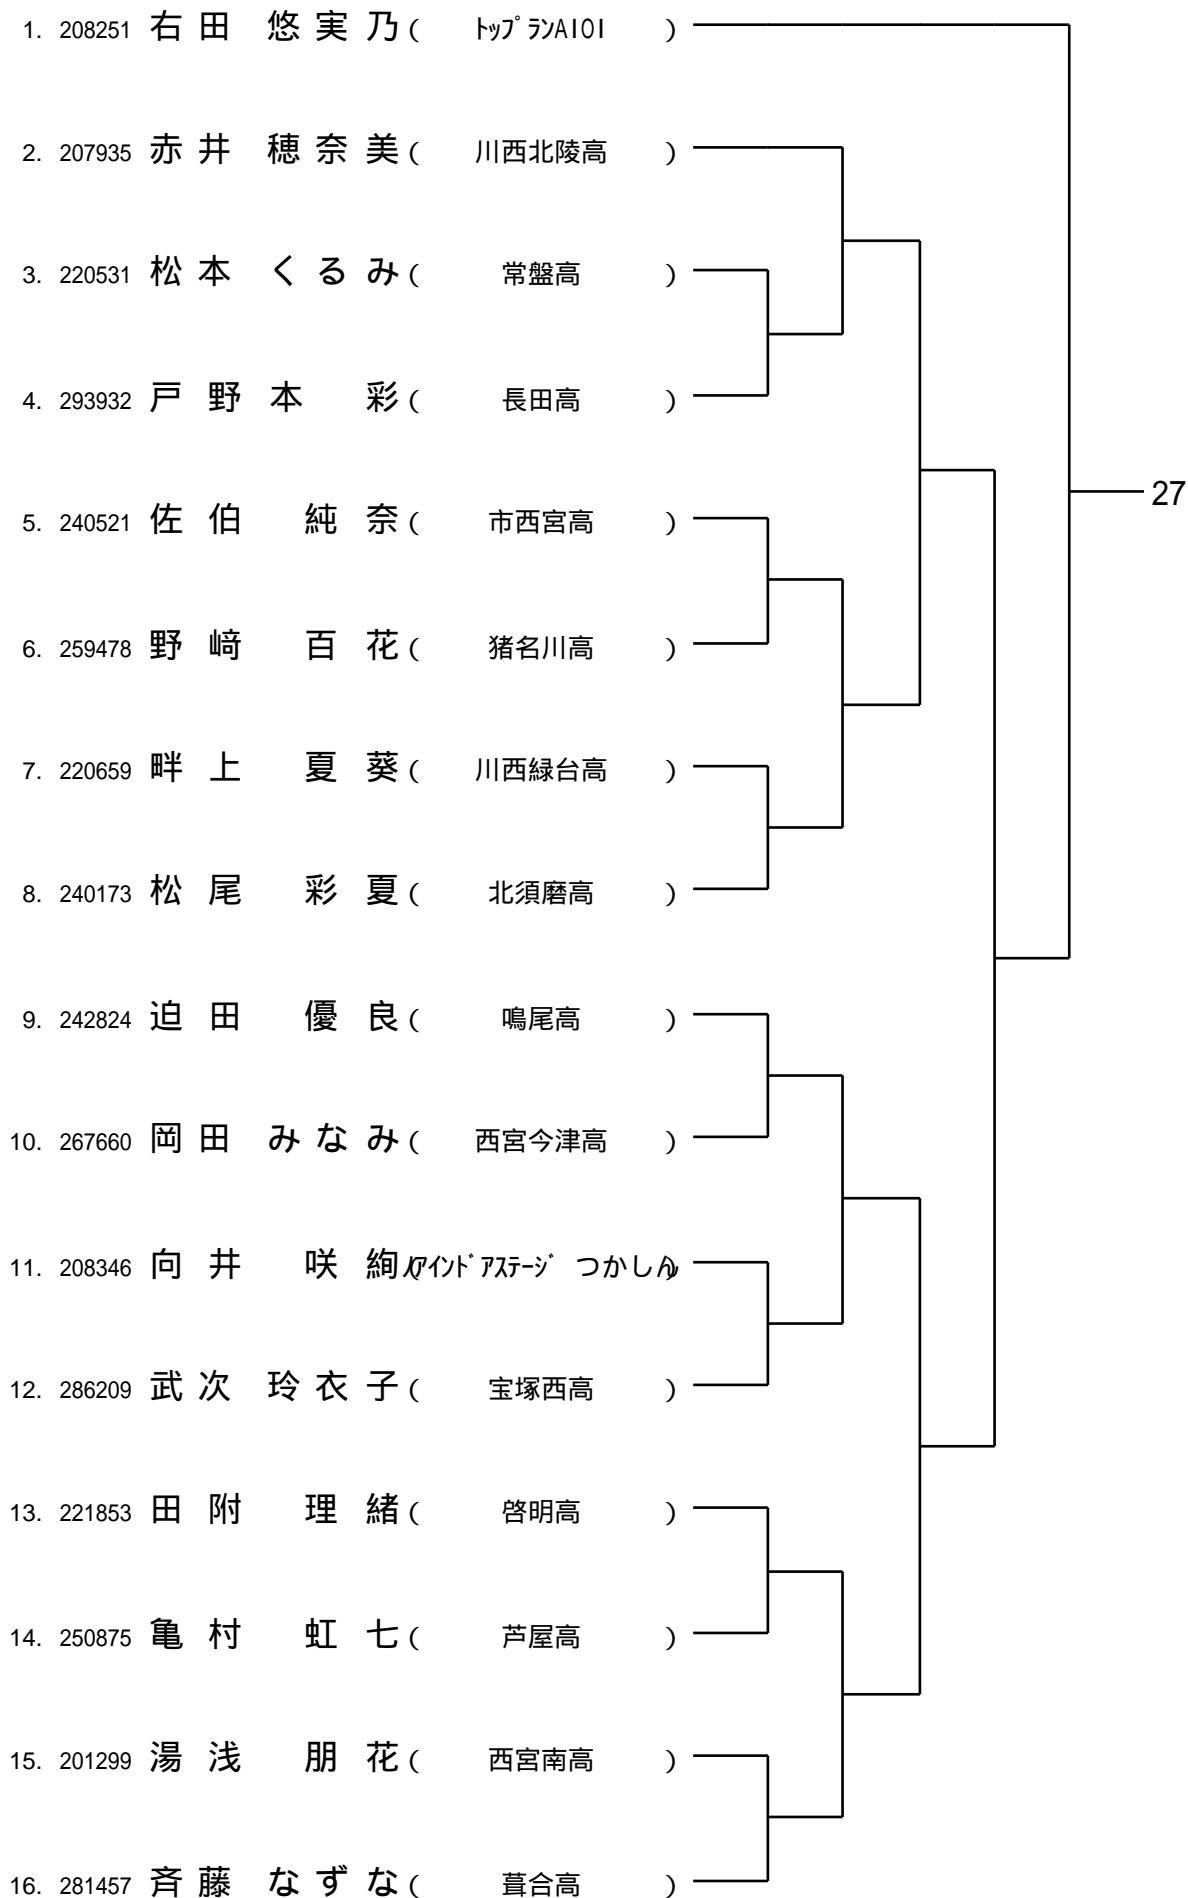 1. 208251 右田 悠実乃 ( トップランAIOI )
2. 207935 赤井 穂奈美 ( 川西北陵高 )
3. 220531 松本 くるみ ( 常盤高 )
4. 293932 戸野本 彩 ( 長田高 )
27
5. 240521 佐伯 純奈 ( 市西宮高 )
6. 259478 野﨑 百花 ( 猪名川高 )
7. 220659 畔上 夏葵 ( 川西緑台高 )
8. 240173 松尾 彩夏 ( 北須磨高 )
9. 242824 迫田 優良 ( 鳴尾高 )
10. 267660 岡田 みなみ ( 西宮今津高 )
11. 208346 向井 咲絢 ( インドアステージ つかしん )
12. 286209 武次 玲衣子 ( 宝塚西高 )
13. 221853 田附 理緒 ( 啓明高 )
14. 250875 亀村 虹七 ( 芦屋高 )
15. 201299 湯浅 朋花 ( 西宮南高 )
16. 281457 斉藤 なずな ( 葺合高 )